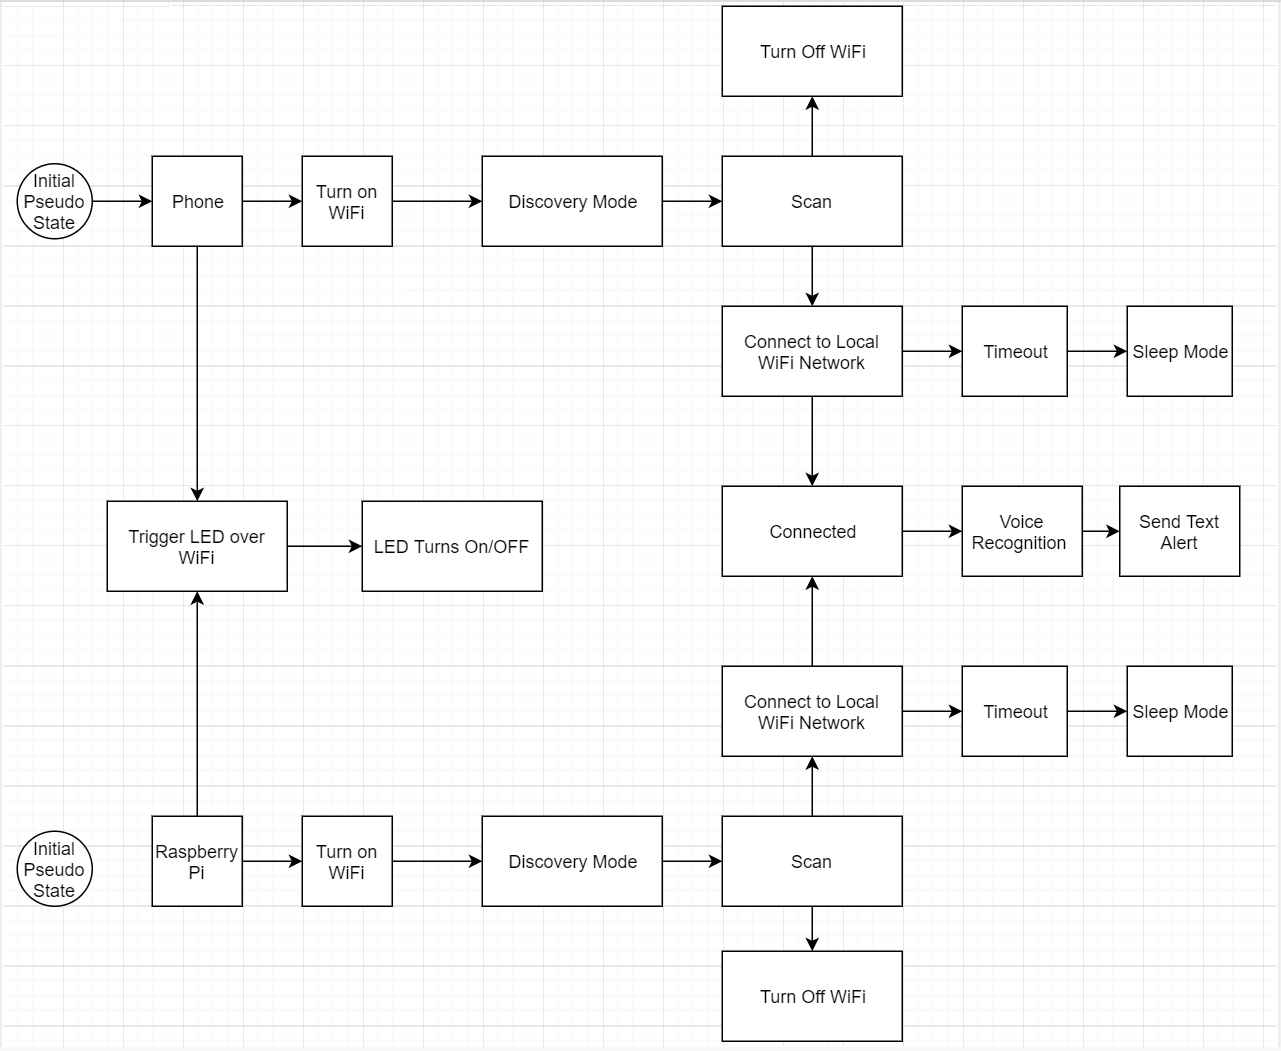 Turn Off WiFi
Initial
Pseudo
State
Phone
Turn on
WiFi
Discovery Mode
Scan
Connect to Local
WiFi Network
Timeout
Sleep Mode
Trigger LED over
WiFi
LED Turns On/OFF
Connected
Voice
Recognition
Send Text
Alert
Connect to Local
WiFi Network
Timeout
Sleep Mode
Initial
Pseudo
State
Raspberry
Pi
Turn on
WiFi
Discovery Mode
Scan
Turn Off WiFi